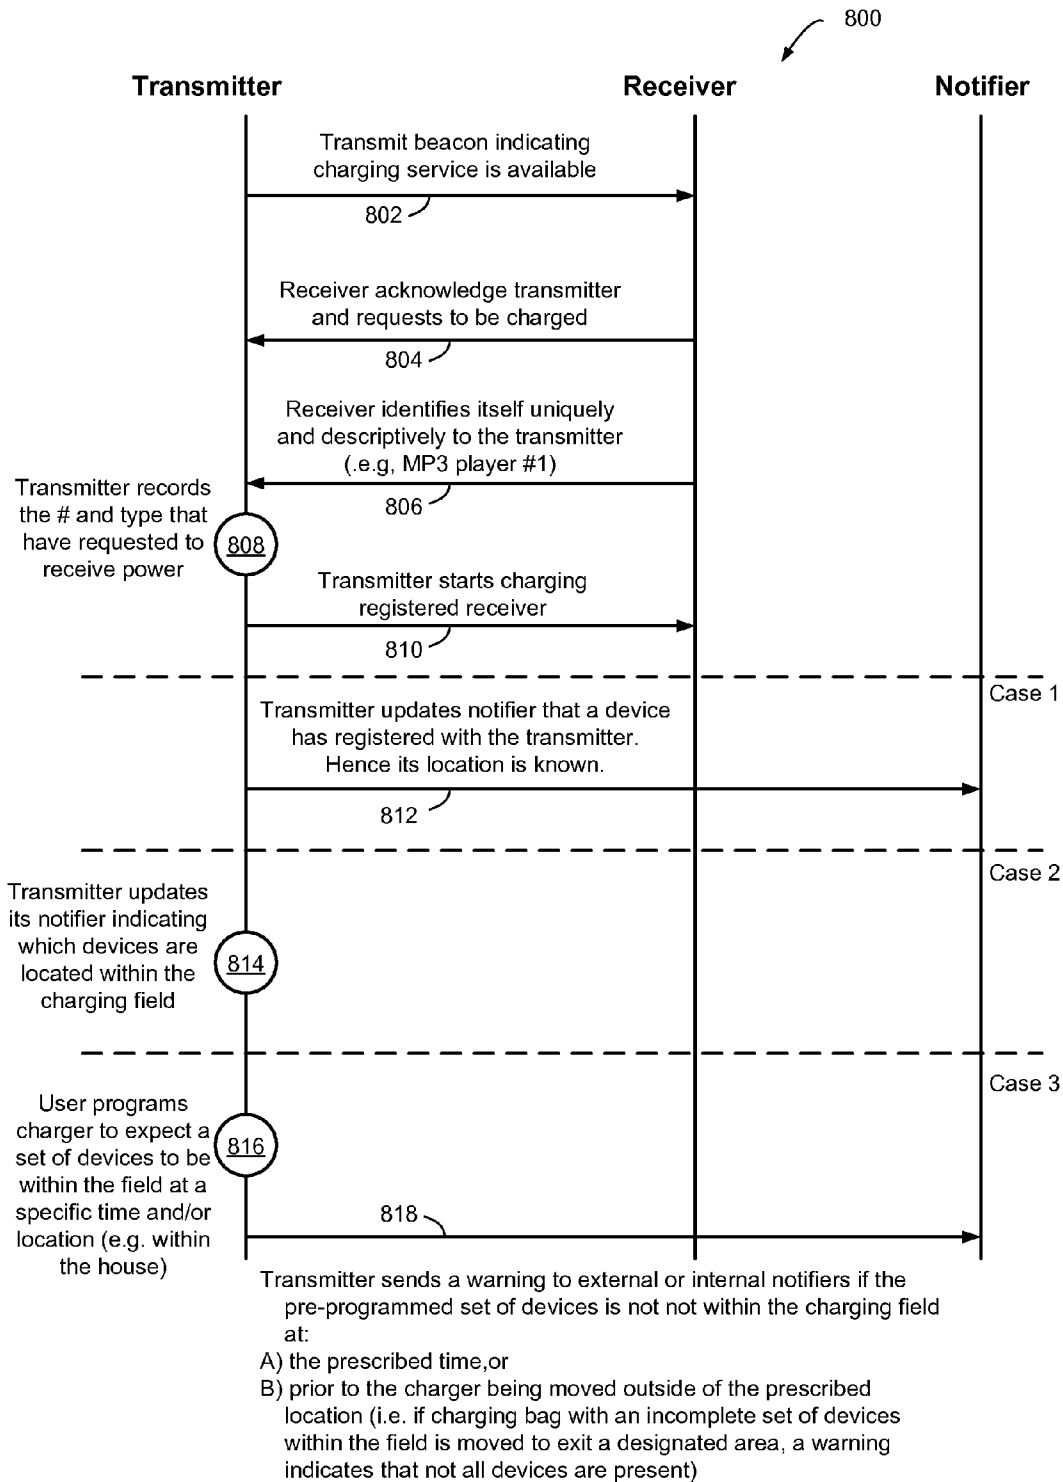 800
Transmitter
Receiver
Notifier
Transmit beacon indicating
charging service is available
802
Receiver acknowledge transmitter
and requests to be charged
804
Receiver identifies itself uniquely
and descriptively to the transmitter
(.e.g, MP3 player #1)
806
Transmitter records
the # and type that
have requested to
receive power
808
Transmitter starts charging
registered receiver
810
Case 1
Transmitter updates notifier that a device
has registered with the transmitter.
Hence its location is known.
812
Case 2
Transmitter updates
its notifier indicating
which devices are
located within the
charging field
814
Case 3
User programs
charger to expect a
set of devices to be
within the field at a
specific time and/or
location (e.g. within
the house)
816
818
Transmitter sends a warning to external or internal notifiers if the
pre-programmed set of devices is not not within the charging field
at:
A) the prescribed time,or
B) prior to the charger being moved outside of the prescribed
location (i.e. if charging bag with an incomplete set of devices
within the field is moved to exit a designated area, a warning
indicates that not all devices are present)